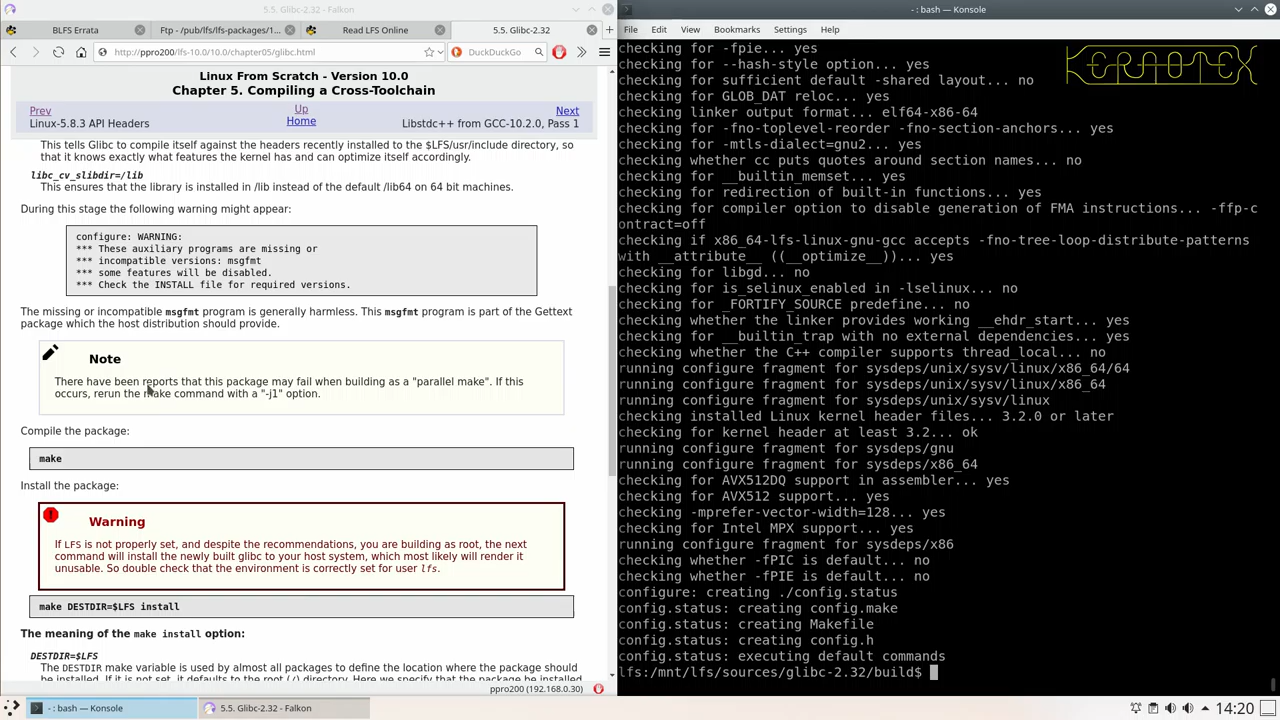 5.5. Glibc-2.32 - Falkon
- : bash — Konsole
BLFS Errata
Ftp - /pub/lfs/lfs-packages/1...
Read LFS Online
5.5. Glibc-2.32
http://ppro200/lfs-10.0/10.0/chapter05/glibc.html
DuckDuckGo
Linux From Scratch - Version 10.0
Chapter 5. Compiling a Cross-Toolchain
Prev
Up
Next
Linux-5.8.3 API Headers
Home
Libstdc++ from GCC-10.2.0, Pass 1
This tells Glibc to compile itself against the headers recently installed to the $LFS/usr/include directory, so
that it knows exactly what features the kernel has and can optimize itself accordingly.
libc_cv_slibdir=/lib
This ensures that the library is installed in /lib instead of the default /lib64 on 64 bit machines.
During this stage the following warning might appear:
configure: WARNING:
*** These auxiliary programs are missing or
*** incompatible versions: msgfmt
*** some features will be disabled.
*** Check the INSTALL file for required versions.
The missing or incompatible msgfmt program is generally harmless. This msgfmt program is part of the Gettext
package which the host distribution should provide.
Note
There have been reports that this package may fail when building as a "parallel make". If this
occurs, rerun the make command with a "-j1" option.
Compile the package:
make
Install the package:
Warning
If LFS is not properly set, and despite the recommendations, you are building as root, the next
command will install the newly built glibc to your host system, which most likely will render it
unusable. So double check that the environment is correctly set for user lfs.
make DESTDIR=$LFS install
The meaning of the make install option:
DESTDIR=$LFS
The DESTDIR make variable is used by almost all packages to define the location where the package should
ppro200 (192.168.0.30)
File Edit View Bookmarks Settings Help
KERAOTEX
checking for -fpie... yes
checking for --hash-style option... yes
checking for sufficient default -shared layout... no
checking for GLOB_DAT reloc... yes
checking linker output format... elf64-x86-64
checking for -fno-toplevel-reorder -fno-section-anchors... yes
checking for -mtls-dialect=gnu2... yes
checking whether cc puts quotes around section names... no
checking for __builtin_memset... yes
checking for redirection of built-in functions... yes
checking for compiler option to disable generation of FMA instructions... -ffp-c
ontract=off
checking if x86_64-lfs-linux-gnu-gcc accepts -fno-tree-loop-distribute-patterns
with __attribute__ ((__optimize__))... yes
checking for libgd... no
checking for is_selinux_enabled in -lselinux... no
checking for _FORTIFY_SOURCE predefine... no
checking whether the linker provides working __ehdr_start... yes
checking for __builtin_trap with no external dependencies... yes
checking whether the C++ compiler supports thread_local... no
running configure fragment for sysdeps/unix/sysv/linux/x86_64/64
running configure fragment for sysdeps/unix/sysv/linux/x86_64
running configure fragment for sysdeps/unix/sysv/linux
checking installed Linux kernel header files... 3.2.0 or later
checking for kernel header at least 3.2... ok
running configure fragment for sysdeps/gnu
running configure fragment for sysdeps/x86_64
checking for AVX512DQ support in assembler... yes
checking for AVX512 support... yes
checking -mprefer-vector-width=128... yes
checking for Intel MPX support... yes
running configure fragment for sysdeps/x86
checking whether -fPIC is default... no
checking whether -fPIE is default... no
configure: creating ./config.status
config.status: creating config.make
config.status: creating Makefile
config.status: creating config.h
config.status: executing default commands
lfs:/mnt/lfs/sources/glibc-2.32/build$
- : bash — Konsole
5.5. Glibc-2.32 - Falkon
14:20